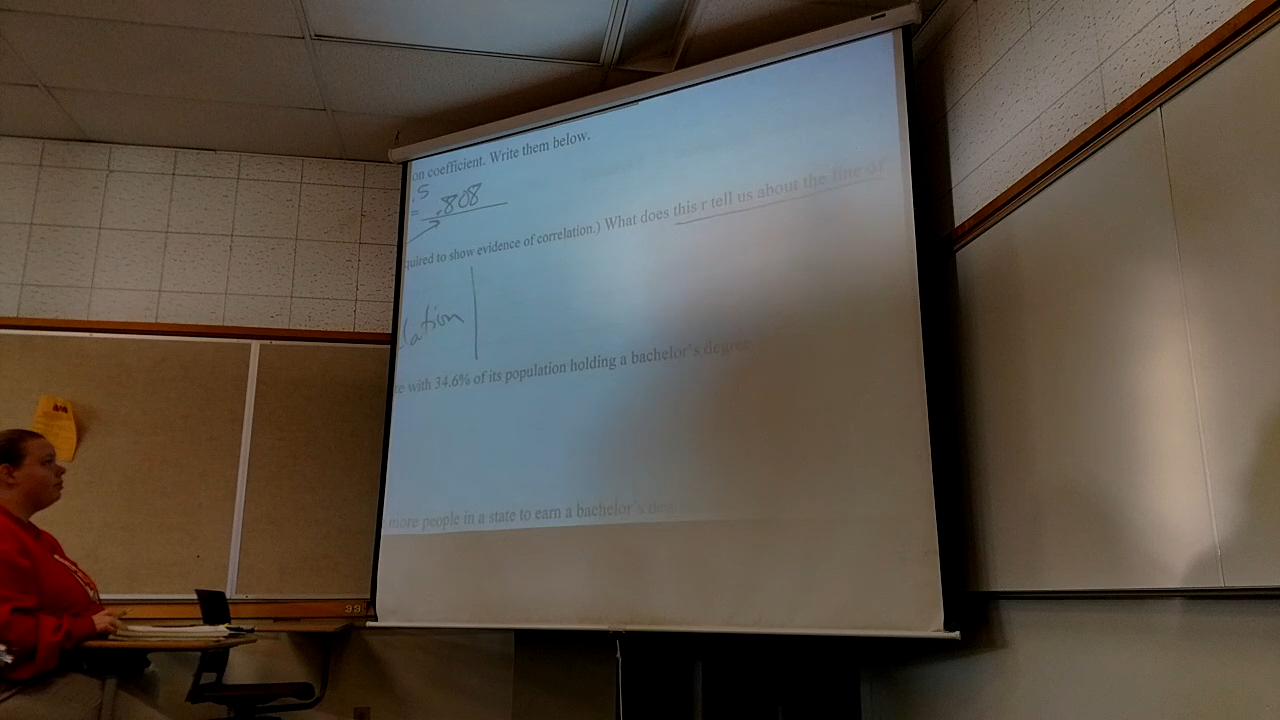 on coefficient. Write them below.
.5
= .808
quired to show evidence of correlation.) What does this r tell us about the line of
lation
te with 34.6% of its population holding a bachelor's degree
more people in a state to earn a bachelor's
99